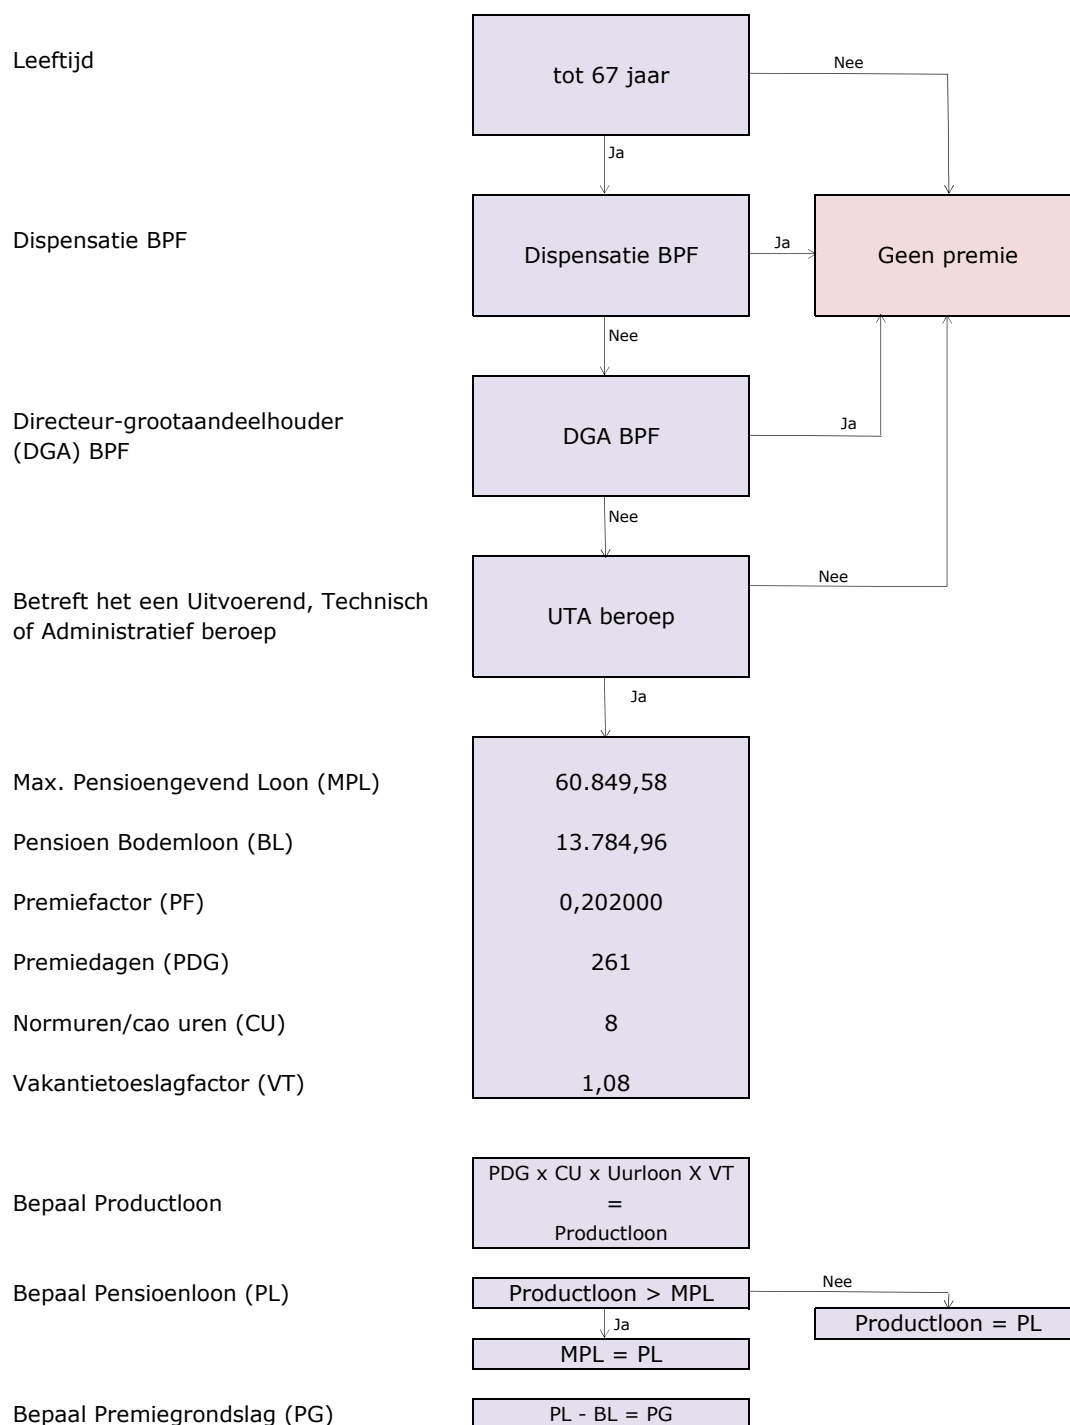 Leeftijd
tot 67 jaar
Nee
Ja
Dispensatie BPF
Dispensatie BPF
Ja
Geen premie
Nee
Directeur-grootaandeelhouder
(DGA) BPF
DGA BPF
Ja
Nee
Betreft het een Uitvoerend, Technisch
of Administratief beroep
UTA beroep
Nee
Ja
Max. Pensioengevend Loon (MPL)
60.849,58
Pensioen Bodemloon (BL)
13.784,96
Premiefactor (PF)
0,202000
Premiedagen (PDG)
261
Normuren/cao uren (CU)
8
Vakantietoeslagfactor (VT)
1,08
Bepaal Productloon
PDG x CU x Uurloon X VT
=
Productloon
Bepaal Pensioenloon (PL)
Productloon > MPL
Nee
Productloon = PL
Ja
MPL = PL
Bepaal Premiegrondslag (PG)
PL - BL = PG